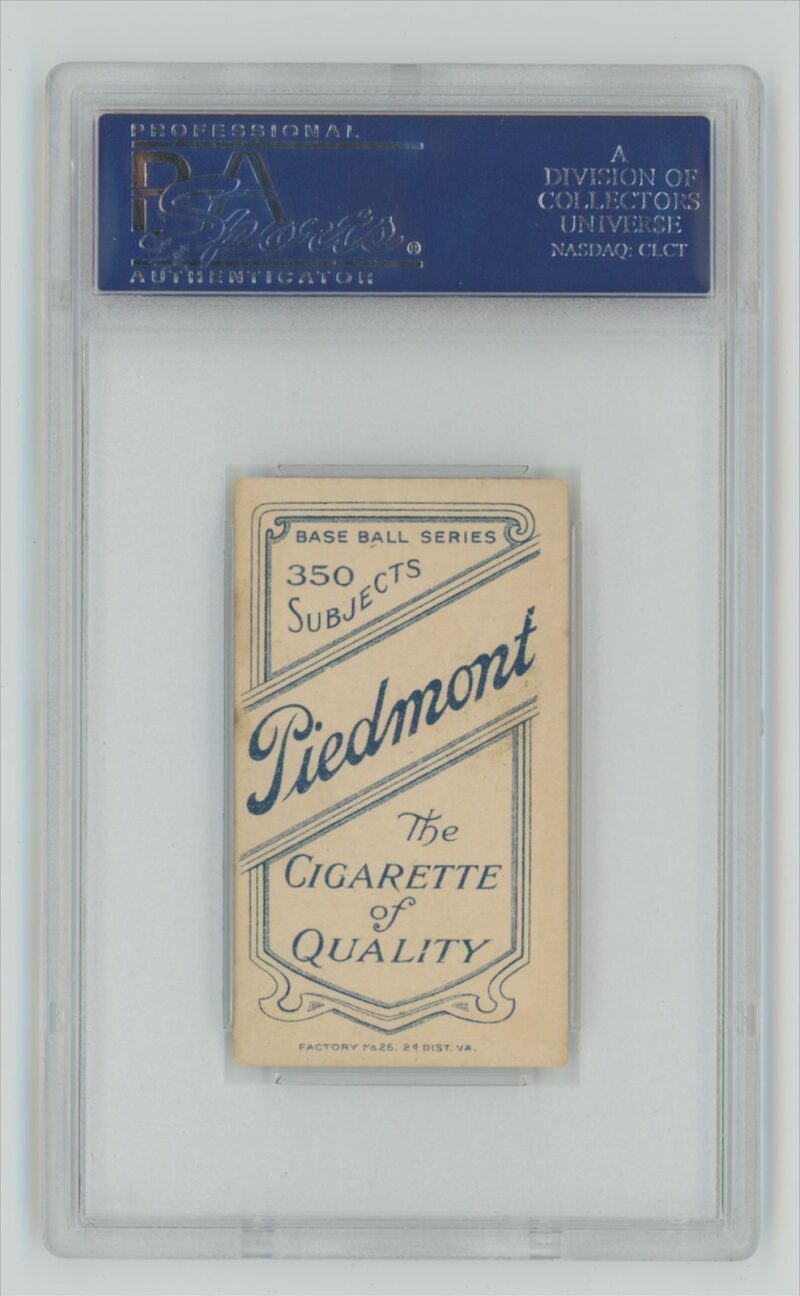 PROFESSIONAL
PSA
Sports®
AUTHENTICATOR
A
DIVISION OF
COLLECTORS
UNIVERSE
NASDAQ: CLCT
BASE BALL SERIES
350
SUBJECTS
Piedmont
The
CIGARETTE
of
QUALITY
FACTORY No.25. 2d DIST. VA.